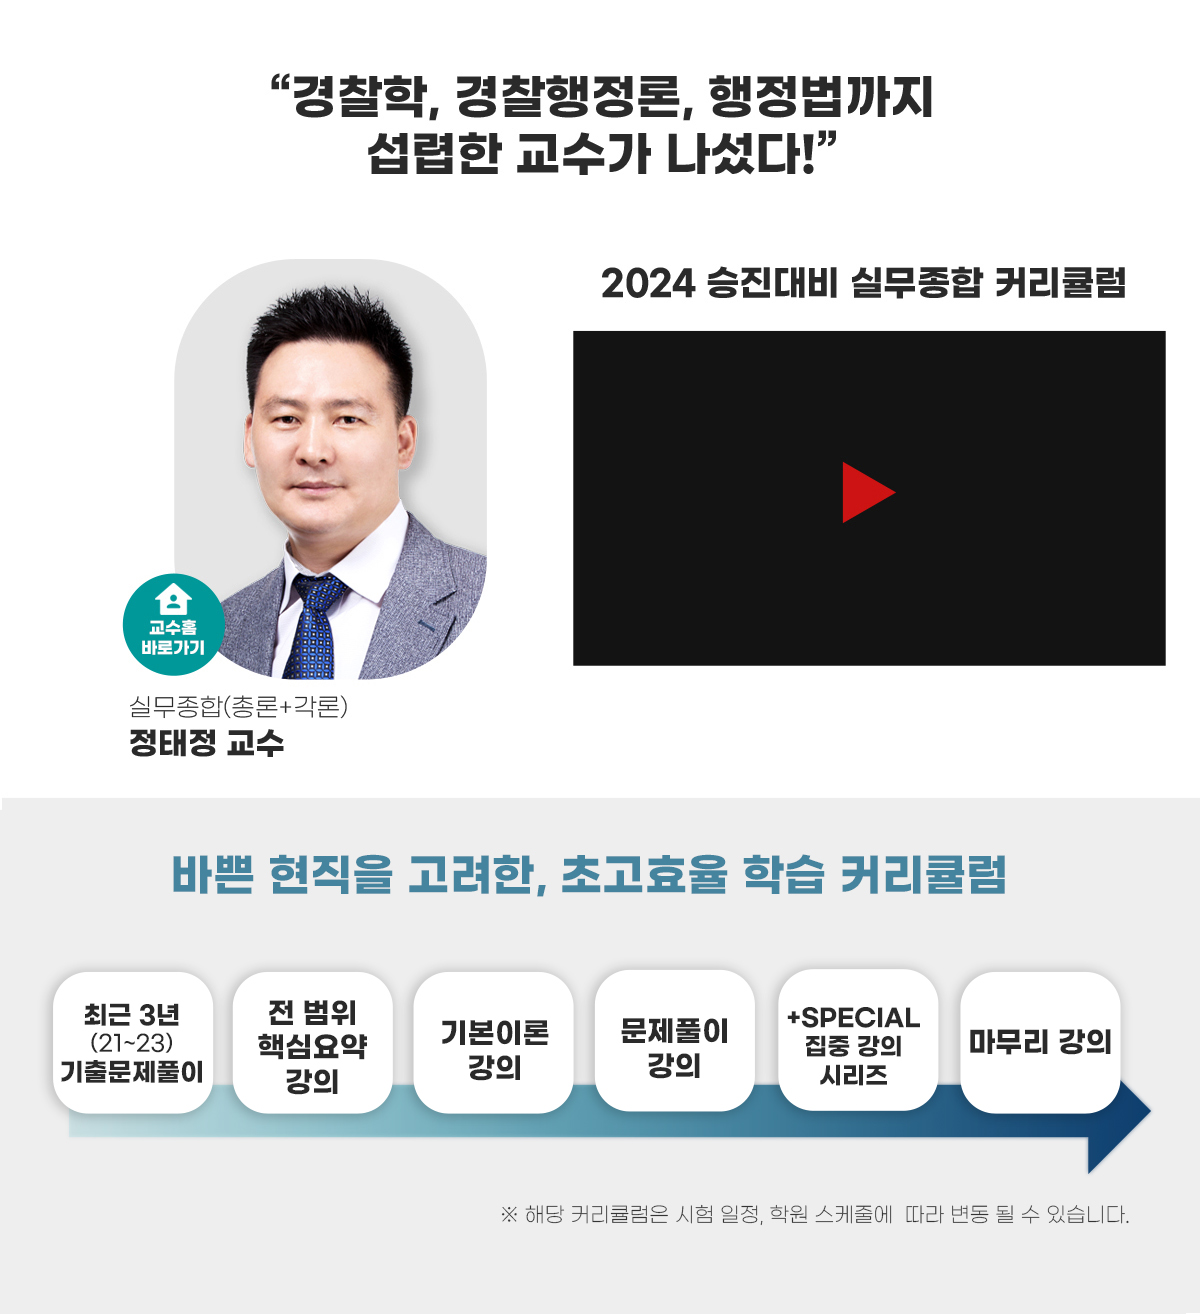 “경찰학, 경찰행정론, 행정법까지
섭렵한 교수가 나섰다!”
2024 승진대비 실무종합 커리큘럼
교수홈
바로가기
실무종합(총론+각론)
정태정 교수
바쁜 현직을 고려한, 초고효율 학습 커리큘럼
최근 3년
(21~23)
기출문제풀이
전 범위
핵심요약
강의
기본이론
강의
문제풀이
강의
+SPECIAL
집중 강의
시리즈
마무리 강의
※ 해당 커리큘럼은 시험 일정, 학원 스케줄에 따라 변동 될 수 있습니다.